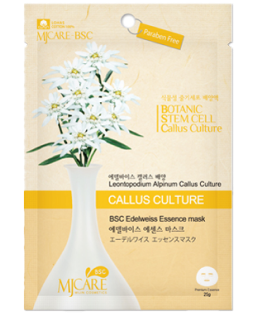 MJCARE·BSC
Paraben Free
BOTANIC
STEM CELL
Callus Culture
에델바이스 캘러스 배양
Leontopodium Alpinum Callus Culture
CALLUS CULTURE
BSC Edelweiss Essence mask
에델바이스 에센스 마스크
エーデルワイス エッセンスマスク
BSC
MJCARE
25g